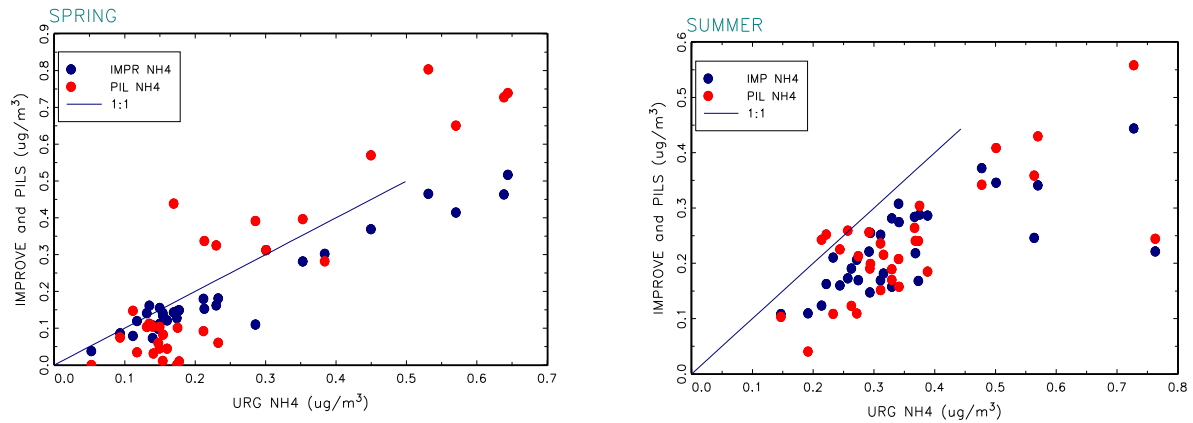 SPRING
IMPROVE and PILS (ug/m³)
0.9
0.8
0.7
0.6
0.5
0.4
0.3
0.2
0.1
0.0
IMPR NH4
PIL NH4
1:1
0.0 0.1 0.2 0.3 0.4 0.5 0.6 0.7
URG NH4 (ug/m³)
SUMMER
IMPROVE and PILS (ug/m³)
0.6
0.5
0.4
0.3
0.2
0.1
0.0
IMP NH4
PIL NH4
1:1
0.0 0.1 0.2 0.3 0.4 0.5 0.6 0.7 0.8
URG NH4 (ug/m³)